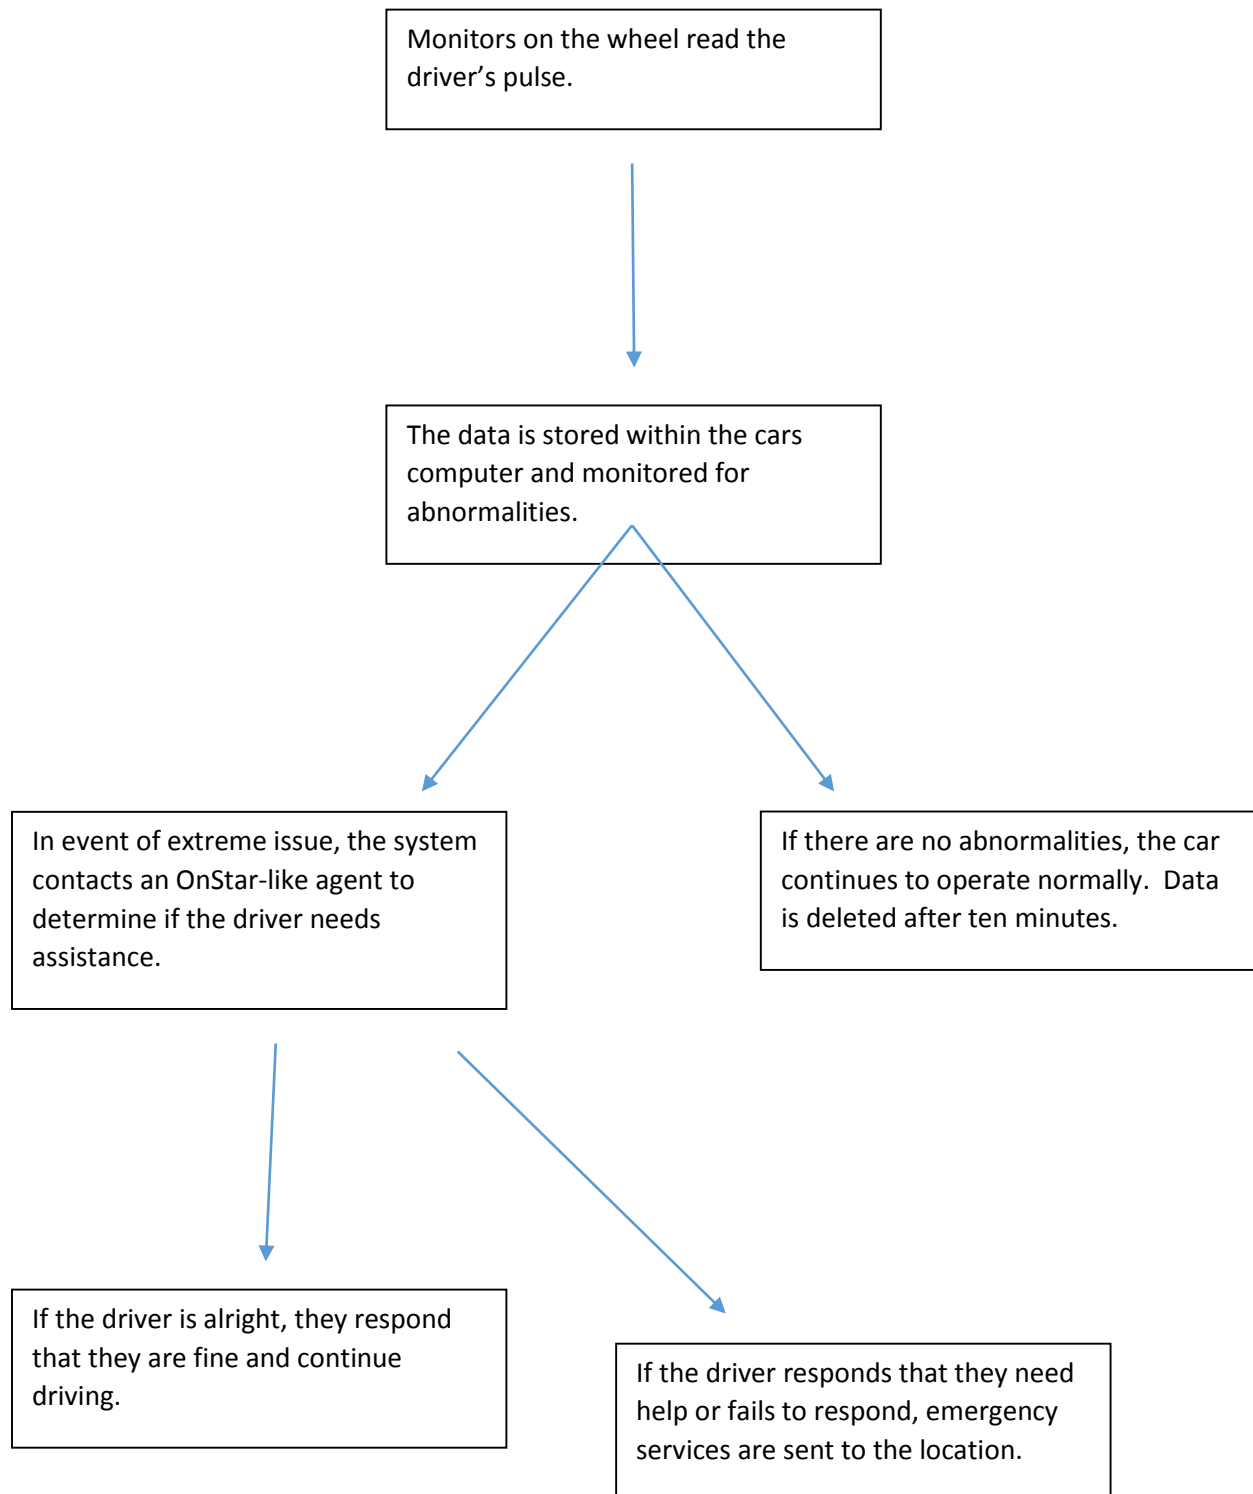 Monitors on the wheel read the
driver’s pulse.
The data is stored within the cars
computer and monitored for
abnormalities.
In event of extreme issue, the system
contacts an OnStar-like agent to
determine if the driver needs
assistance.
If there are no abnormalities, the car
continues to operate normally.  Data
is deleted after ten minutes.
If the driver is alright, they respond
that they are fine and continue
driving.
If the driver responds that they need
help or fails to respond, emergency
services are sent to the location.